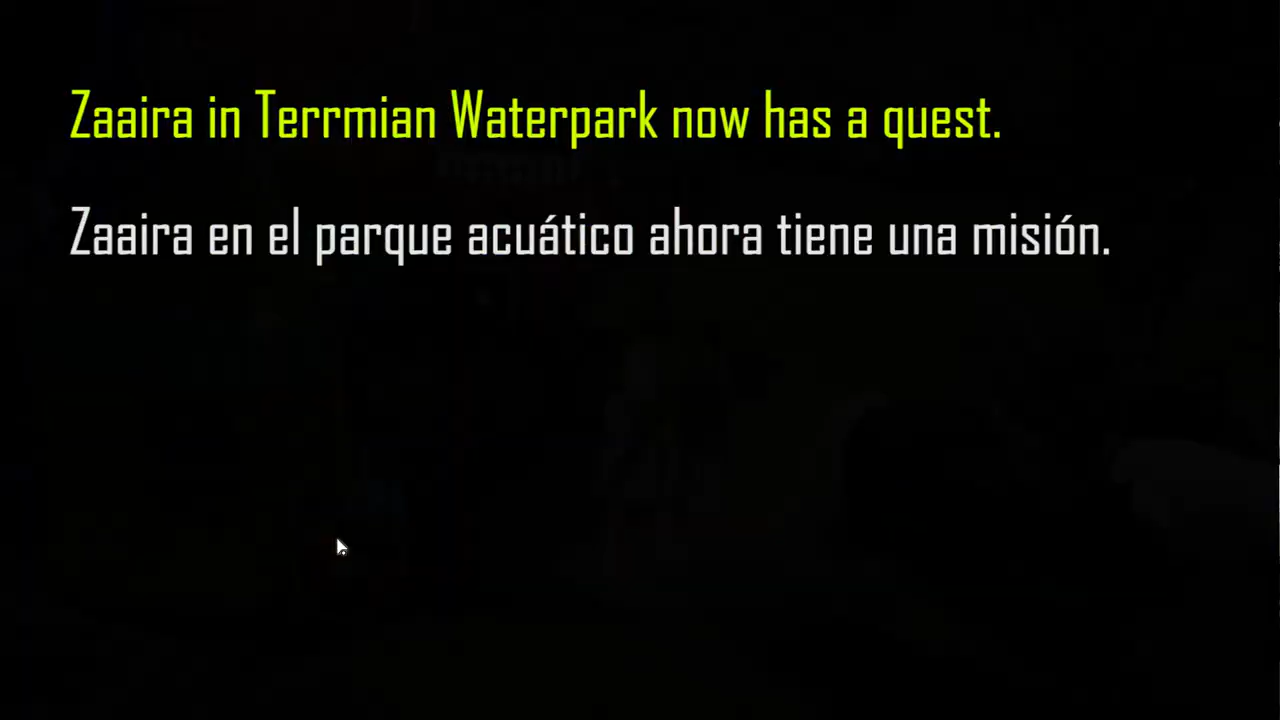 Zaaira in Terrmian Waterpark now has a quest.
Zaaira en el parque acuático ahora tiene una misión.